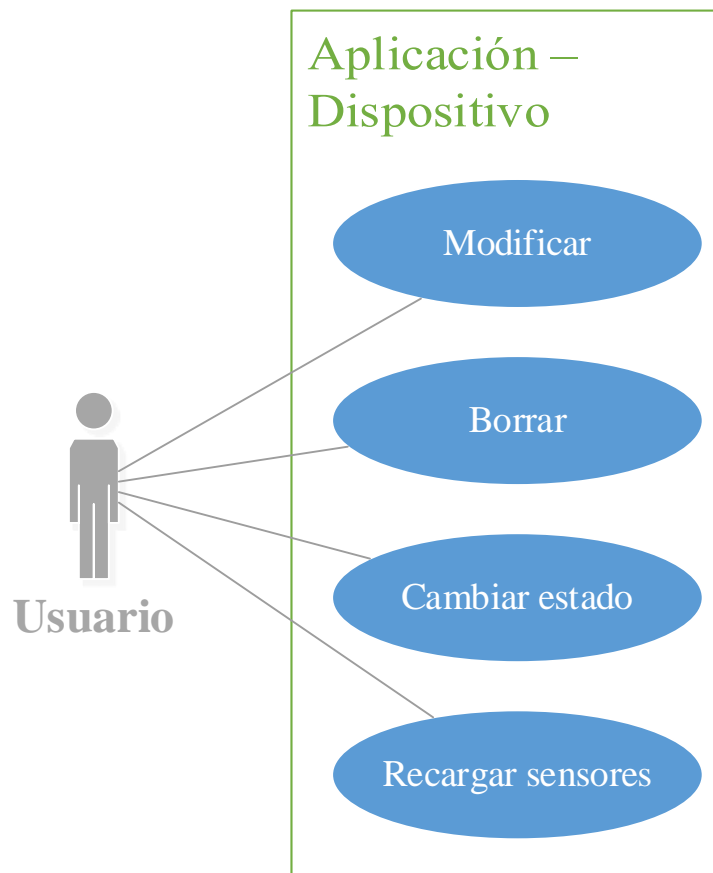 Aplicación –
Dispositivo
Modificar
Borrar
Cambiar estado
Usuario
Recargar sensores